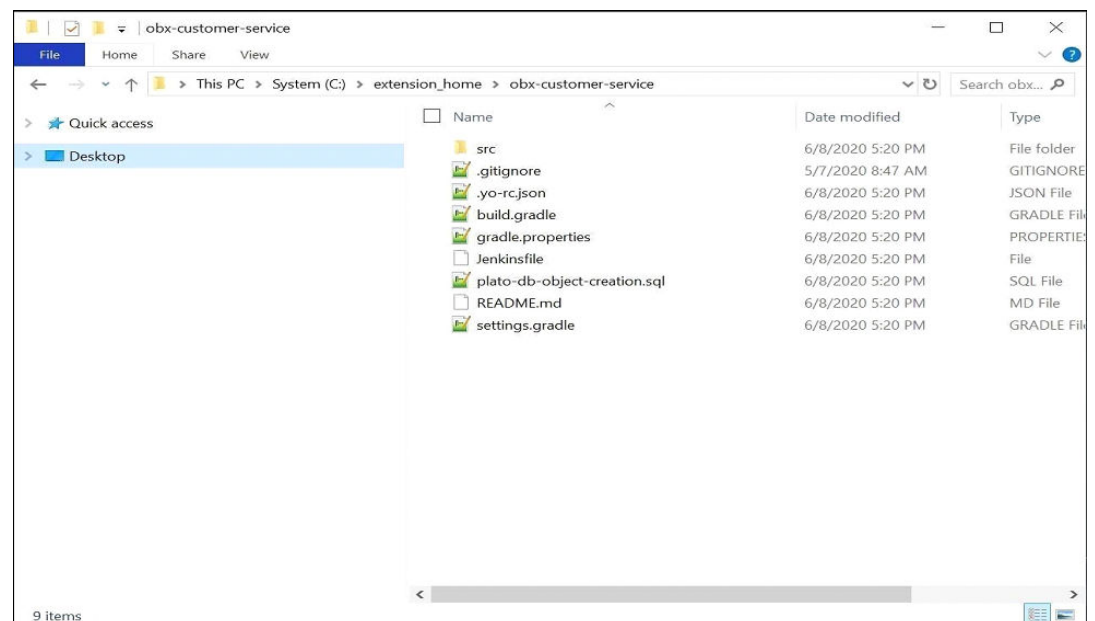 obx-customer-service
File Home Share View
This PC > System (C:) > extension_home > obx-customer-service
Search obx...
Quick access
Desktop
Name Date modified Type
src 6/8/2020 5:20 PM File folder
.gitignore 5/7/2020 8:47 AM GITIGNORE
.yo-rc.json 6/8/2020 5:20 PM JSON File
build.gradle 6/8/2020 5:20 PM GRADLE Fil
gradle.properties 6/8/2020 5:20 PM PROPERTIES
Jenkinsfile 6/8/2020 5:20 PM File
plato-db-object-creation.sql 6/8/2020 5:20 PM SQL File
README.md 6/8/2020 5:20 PM MD File
settings.gradle 6/8/2020 5:20 PM GRADLE Fil
9 items